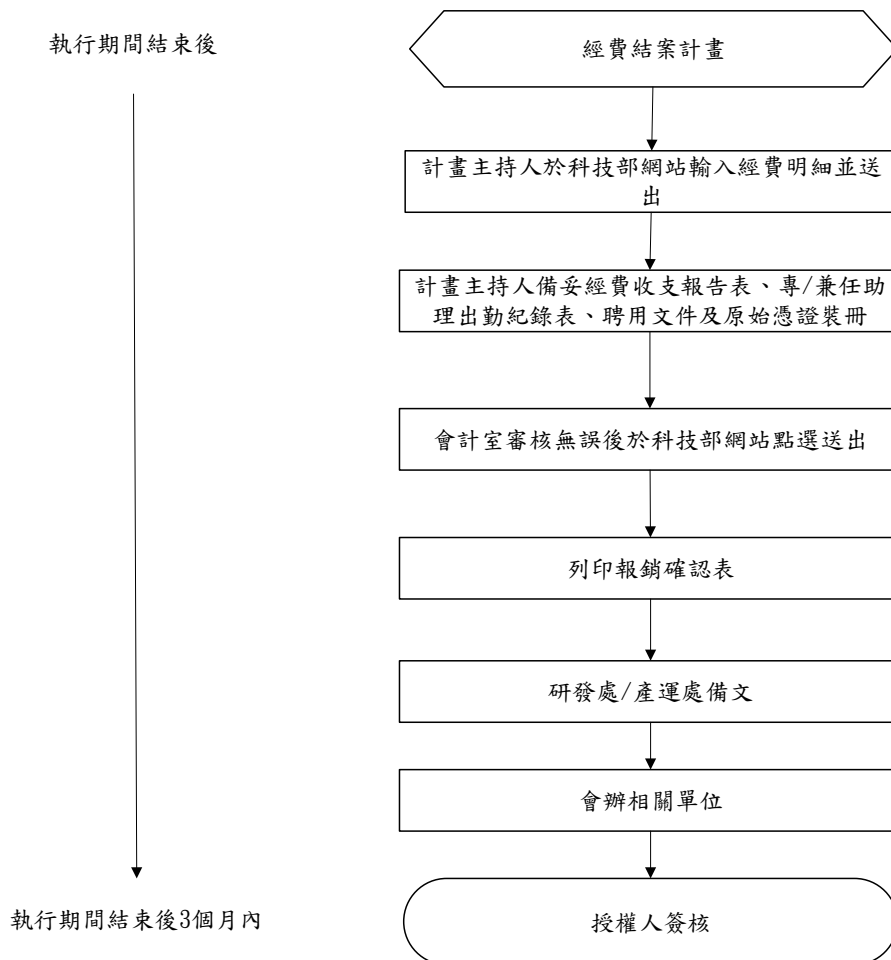 執行期間結束後
經費結案計畫
計畫主持人於科技部網站輸入經費明細並送
出
計畫主持人備妥經費收支報告表、專/兼任助
理出勤紀錄表、聘用文件及原始憑證裝冊
會計室審核無誤後於科技部網站點選送出
列印報銷確認表
研發處/產運處備文
會辦相關單位
執行期間結束後3個月內
授權人簽核